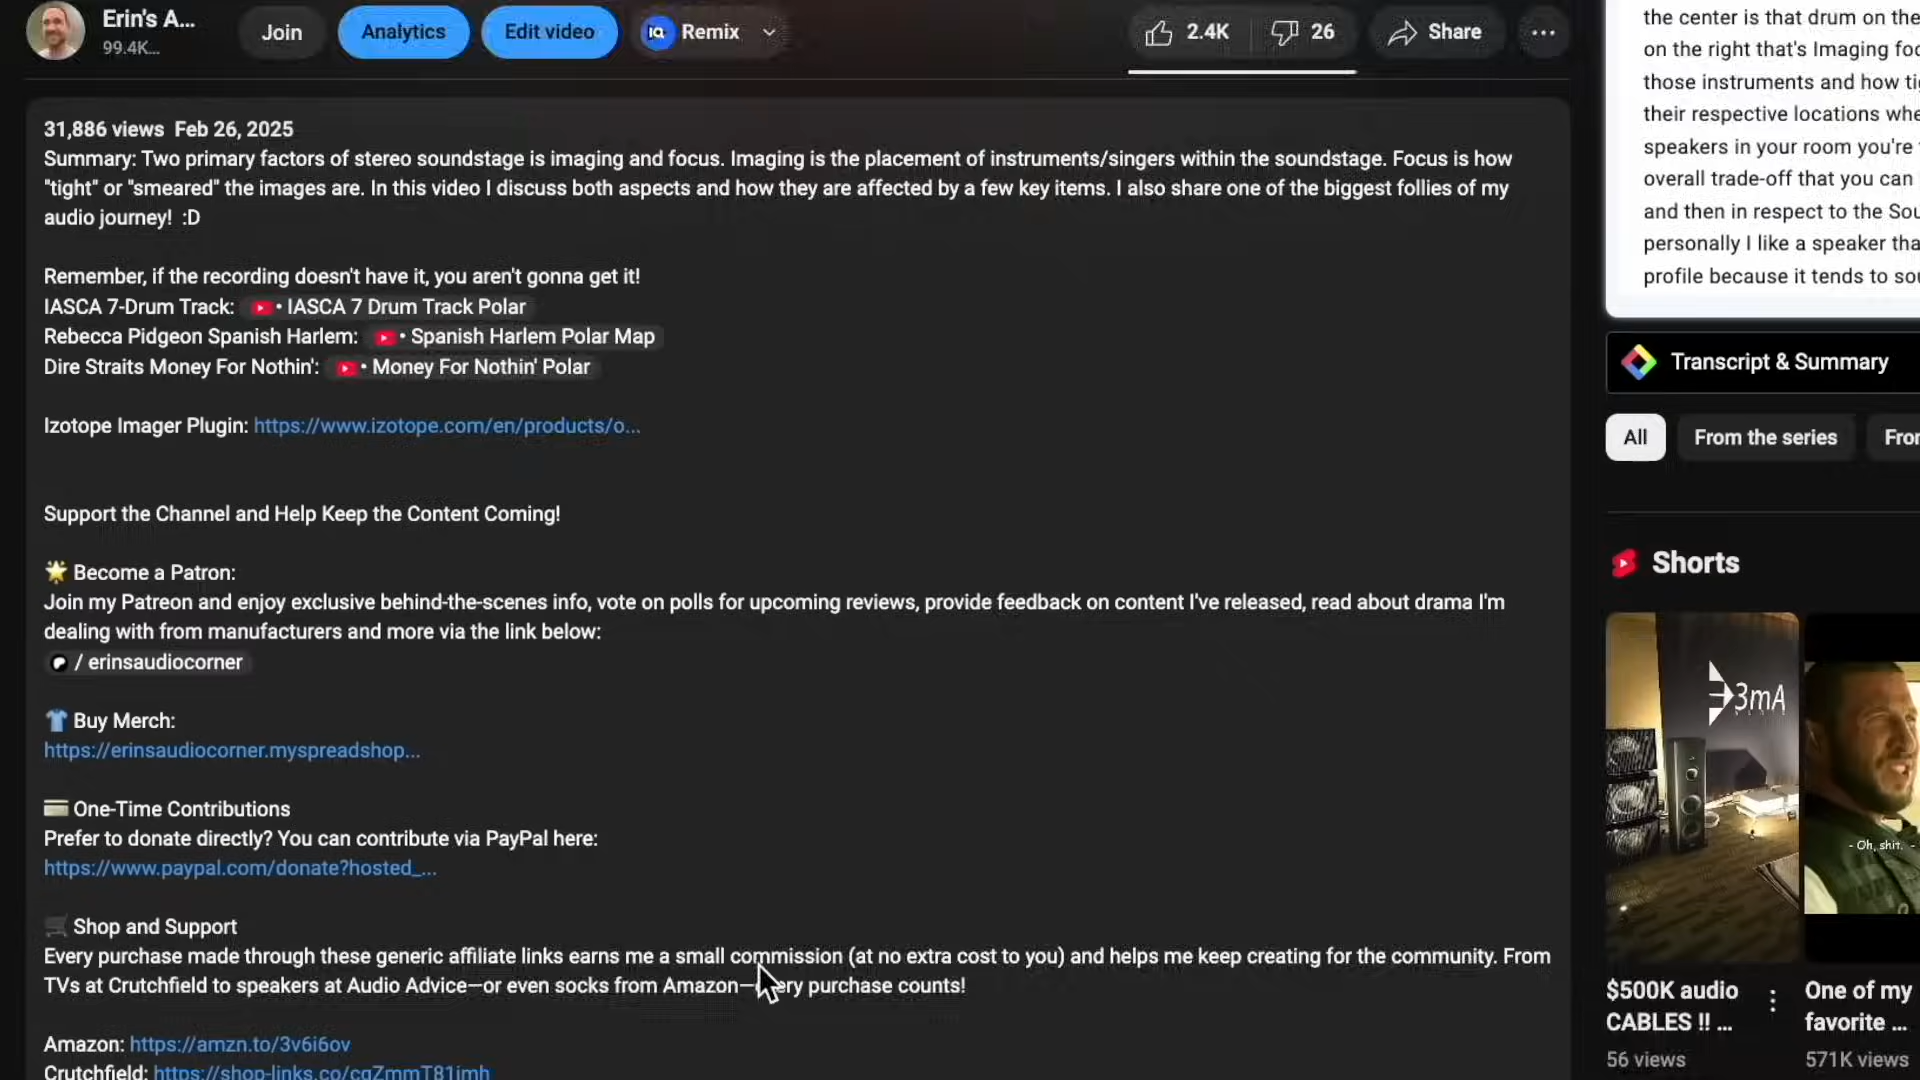 Erin's A...
99.4K...
Join
Analytics
Edit video
Remix
2.4K
26
Share
31,886 views Feb 26, 2025
Summary: Two primary factors of stereo soundstage is imaging and focus. Imaging is the placement of instruments/singers within the soundstage. Focus is how
"tight" or "smeared" the images are. In this video I discuss both aspects and how they are affected by a few key items. I also share one of the biggest follies of my
audio journey! :D
Remember, if the recording doesn't have it, you aren't gonna get it!
IASCA 7-Drum Track: • IASCA 7 Drum Track Polar
Rebecca Pidgeon Spanish Harlem: • Spanish Harlem Polar Map
Dire Straits Money For Nothin': • Money For Nothin' Polar
Izotope Imager Plugin: https://www.izotope.com/en/products/o...
Support the Channel and Help Keep the Content Coming!
🌟 Become a Patron:
Join my Patreon and enjoy exclusive behind-the-scenes info, vote on polls for upcoming reviews, provide feedback on content I've released, read about drama I'm
dealing with from manufacturers and more via the link below:
/ erinsaudiocorner
👕 Buy Merch:
https://erinsaudiocorner.myspreadshop...
💳 One-Time Contributions
Prefer to donate directly? You can contribute via PayPal here:
https://www.paypal.com/donate?hosted_...
🛒 Shop and Support
Every purchase made through these generic affiliate links earns me a small commission (at no extra cost to you) and helps me keep creating for the community. From
TVs at Crutchfield to speakers at Audio Advice—or even socks from Amazon—every purchase counts!
Amazon: https://amzn.to/3v6i6ov
Crutchfield: https://shop-links.co/cgZmmT81imh
the center is that drum on the
on the right that's Imaging foc
those instruments and how tig
their respective locations whe
speakers in your room you're
overall trade-off that you can
and then in respect to the Sou
personally I like a speaker tha
profile because it tends to sou
Transcript & Summary
All
From the series
Fror
Shorts
3mA
- Oh, shit. -
$500K audio
CABLES !! ...
56 views
One of my
favorite ...
571K views